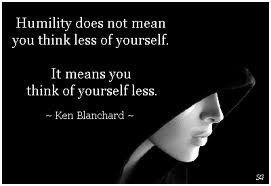 Humility does not mean
you think less of yourself.
It means you
think of yourself less.
~ Ken Blanchard ~